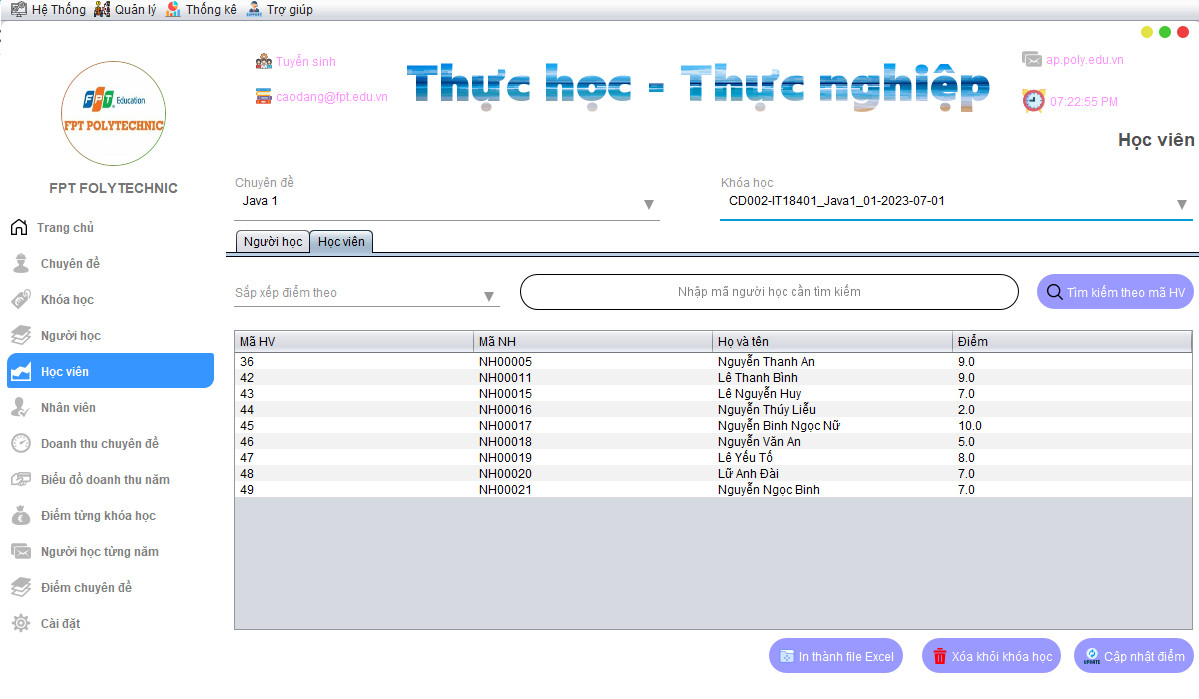 Hệ Thống Quản lý Thống kê Trợ giúp
FPT Education
FPT POLYTECHNIC
FPT FOLYTECHNIC
Tuyển sinh
caodang@fpt.edu.vn
Thực học - Thực nghiệp
ap.poly.edu.vn
07:22:55 PM
Học viên
Trang chủ
Chuyên đề
Khóa học
Người học
Học viên
Nhân viên
Doanh thu chuyên đề
Biểu đồ doanh thu năm
Điểm từng khóa học
Người học từng năm
Điểm chuyên đề
Cài đặt
Chuyên đề
Java 1
Khóa học
CD002-IT18401_Java1_01-2023-07-01
Người học Học viên
Sắp xếp điểm theo
Nhập mã người học cần tìm kiếm
Tìm kiếm theo mã HV
Mã HV Mã NH Họ và tên Điểm
36 NH00005 Nguyễn Thanh An 9.0
42 NH00011 Lê Thanh Bình 9.0
43 NH00015 Lê Nguyễn Huy 7.0
44 NH00016 Nguyễn Thúy Liễu 2.0
45 NH00017 Nguyễn Bình Ngọc Nữ 10.0
46 NH00018 Nguyễn Văn An 5.0
47 NH00019 Lê Yếu Tố 8.0
48 NH00020 Lữ Anh Đài 7.0
49 NH00021 Nguyễn Ngọc Bình 7.0
In thành file Excel
Xóa khỏi khóa học
UPDATE
Cập nhật điểm